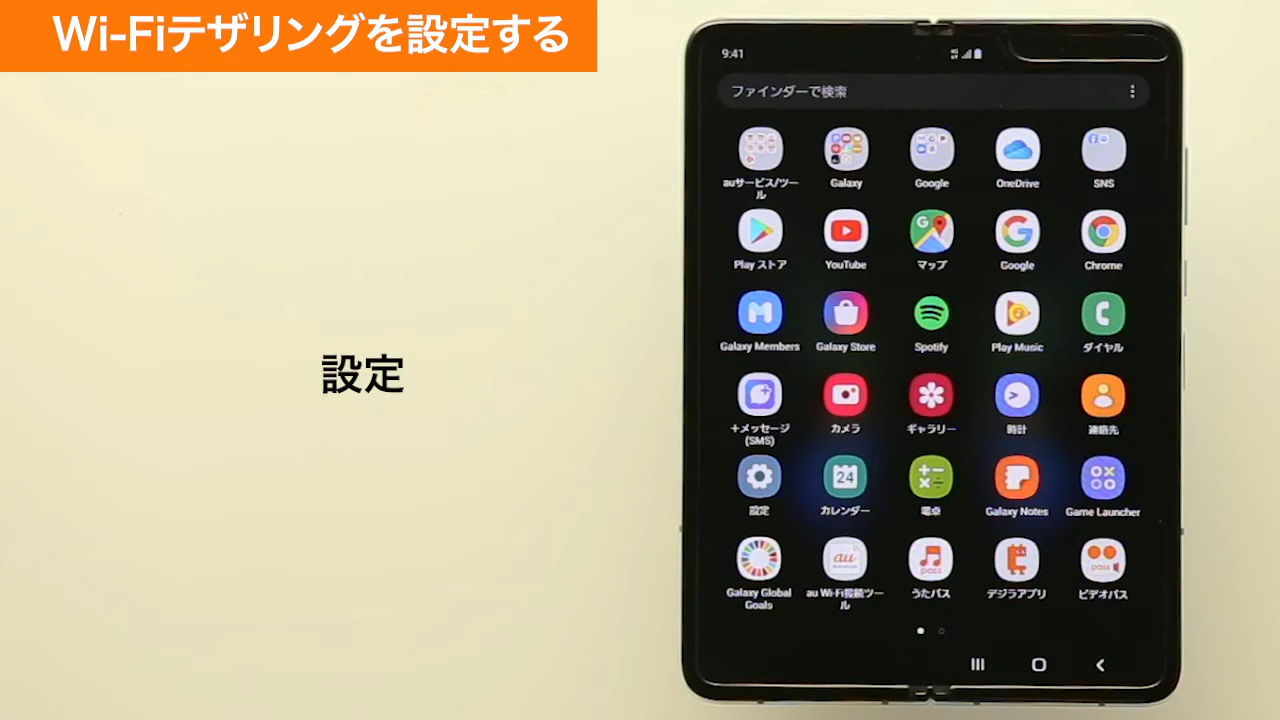 Wi-Fiテザリングを設定する
設定
9:41
ファインダーで検索
auサービス/ツー
ル
Galaxy
Google
OneDrive
SNS
Play ストア
YouTube
マップ
Google
Chrome
Galaxy Members
Galaxy Store
Spotify
Play Music
ダイヤル
+メッセージ
(SMS)
カメラ
ギャラリー
時計
連絡先
24
設定
カレンダー
電卓
Galaxy Notes
Game Launcher
au
pass
pass
Galaxy Global
Goals
au Wi-Fi接続ツー
ル
うたパス
デジラアプリ
ビデオパス